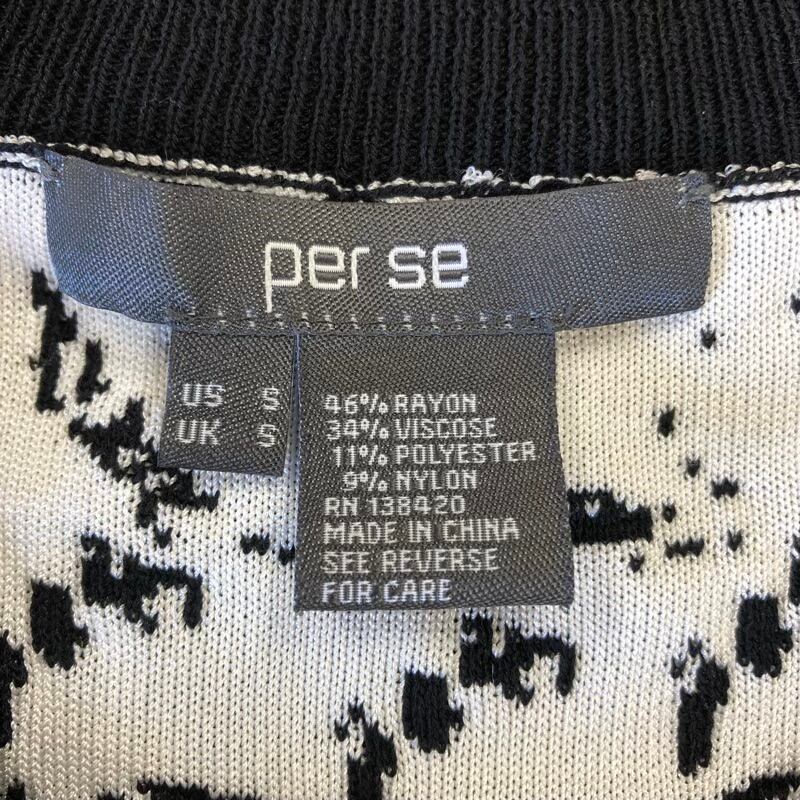 per se
US S
UK S
46% RAYON
34% VISCOSE
11% POLYESTER
9% NYLON
RN 138420
MADE IN CHINA
SEE REVERSE
FOR CARE